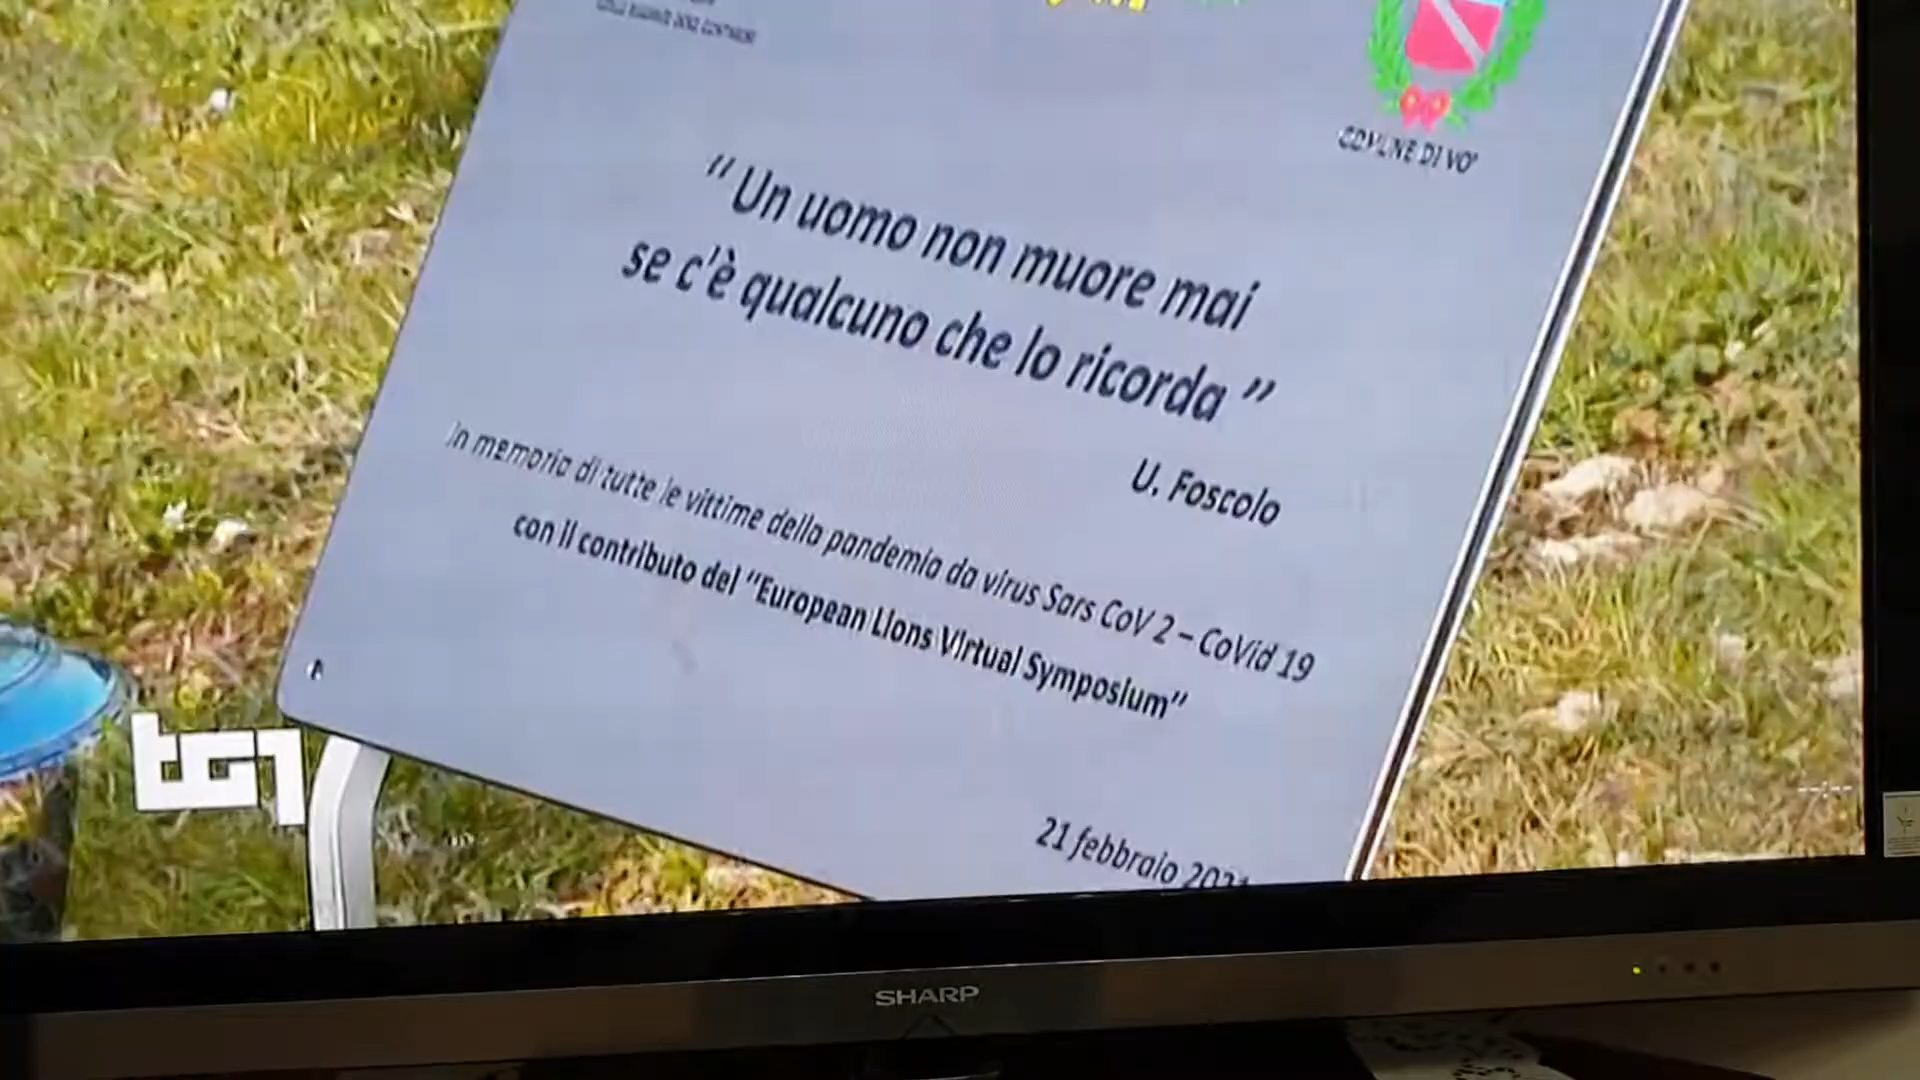 COMUNE DI VO'
“Un uomo non muore mai
se c'è qualcuno che lo ricorda”
U. Foscolo
In memoria di tutte le vittime della pandemia da virus Sars CoV 2 – CoVid 19
con il contributo del “European Lions Virtual Symposium”
21 febbraio 2021
tg1
SHARP